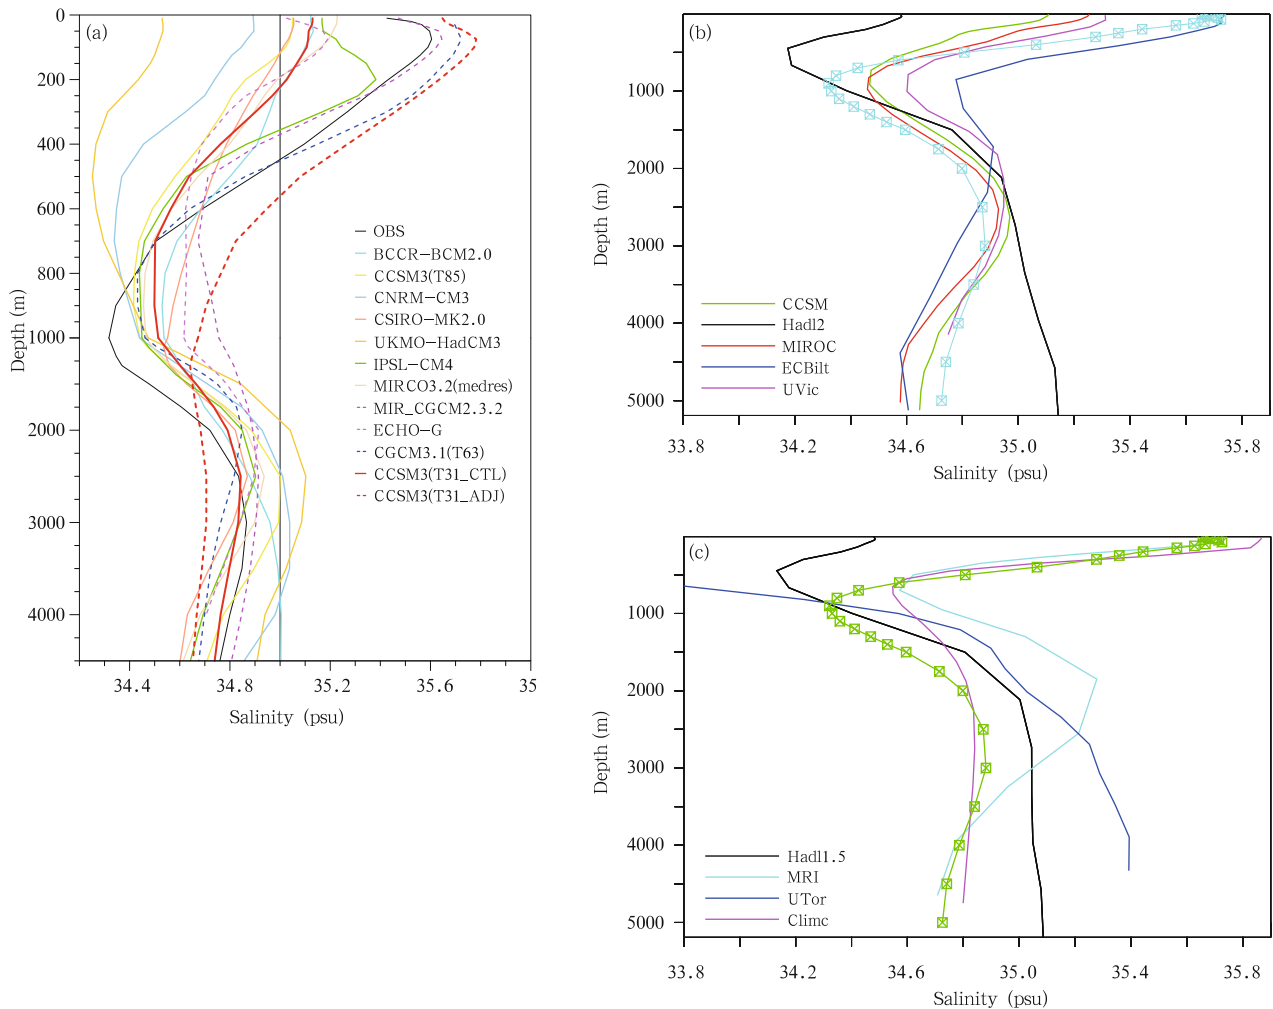 (a)
0
200
400
600
800
1000
2000
3000
4000
Depth (m)
OBS
BCCR-BCM2.0
CCSM3(T85)
CNRM-CM3
CSIRO-MK2.0
UKMO-HadCM3
IPSL-CM4
MIRCO3.2(medres)
MIR_CGCM2.3.2
ECHO-G
CGCM3.1(T63)
CCSM3(T31_CTL)
CCSM3(T31_ADJ)
34.4 34.8 35.2 35.6 35
Salinity (psu)
(b)
1000
2000
3000
4000
5000
Depth (m)
CCSM
Hadl2
MIROC
ECBilt
UVic
33.8 34.2 34.6 35.0 35.4 35.8
Salinity (psu)
(c)
1000
2000
3000
4000
5000
Depth (m)
Hadl1.5
MRI
UTor
Climc
33.8 34.2 34.6 35.0 35.4 35.8
Salinity (psu)